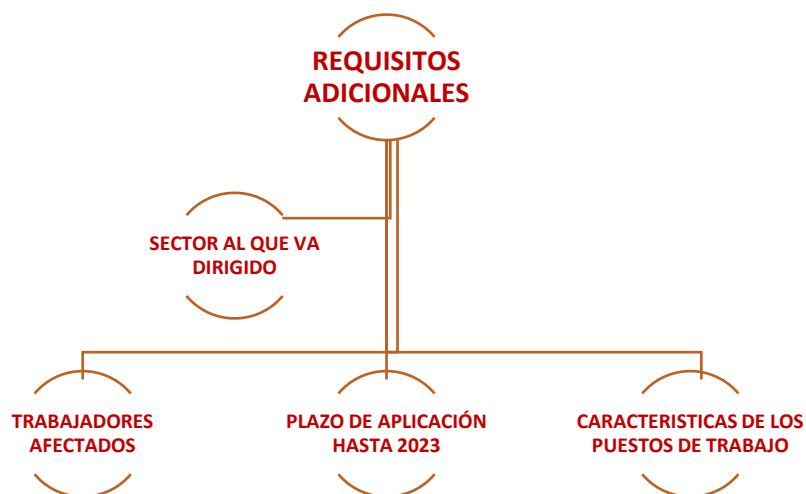 REQUISITOS
ADICIONALES
SECTOR AL QUE VA
DIRIGIDO
TRABAJADORES
AFECTADOS
PLAZO DE APLICACIÓN
HASTA 2023
CARACTERISTICAS DE LOS
PUESTOS DE TRABAJO